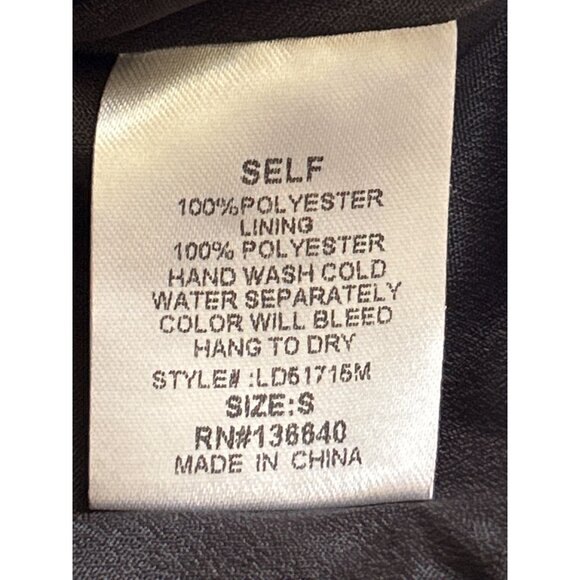 SELF
100%POLYESTER
LINING
100% POLYESTER
HAND WASH COLD
WATER SEPARATELY
COLOR WILL BLEED
HANG TO DRY
STYLE# :LD51715M
SIZE:S
RN#136640
MADE IN CHINA